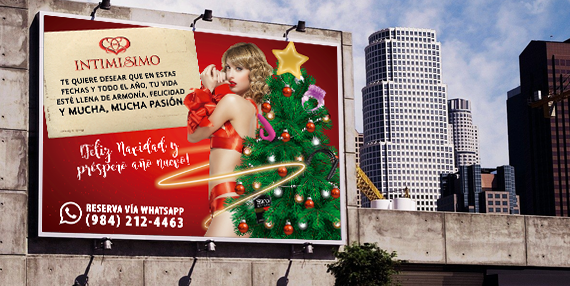 INTIMISSIMO
TE QUIERE DESEAR QUE EN ESTAS
FECHAS Y TODO EL AÑO, TU VIDA
ESTÉ LLENA DE ARMONÍA, FELICIDAD
Y MUCHA, MUCHA PASIÓN
¡Feliz Navidad y
próspero año nuevo!
RESERVA VÍA WHATSAPP
(984) 212-4463